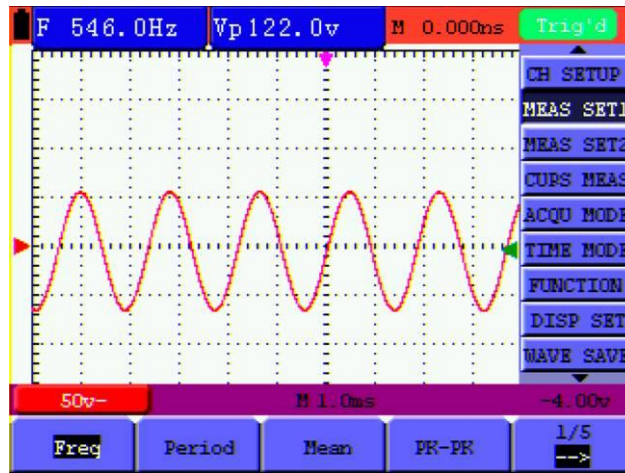 F 546.0Hz Vp122.0v M 0.000ns Trig'd
CH SETUP
MEAS SET1
MEAS SET2
CURS MEAS
ACQU MODE
TIME MODE
FUNCTION
DISP SET
WAVE SAVE
50v~ M 1.0ms -4.00v
Freq Period Mean PK-PK 1/5
-->